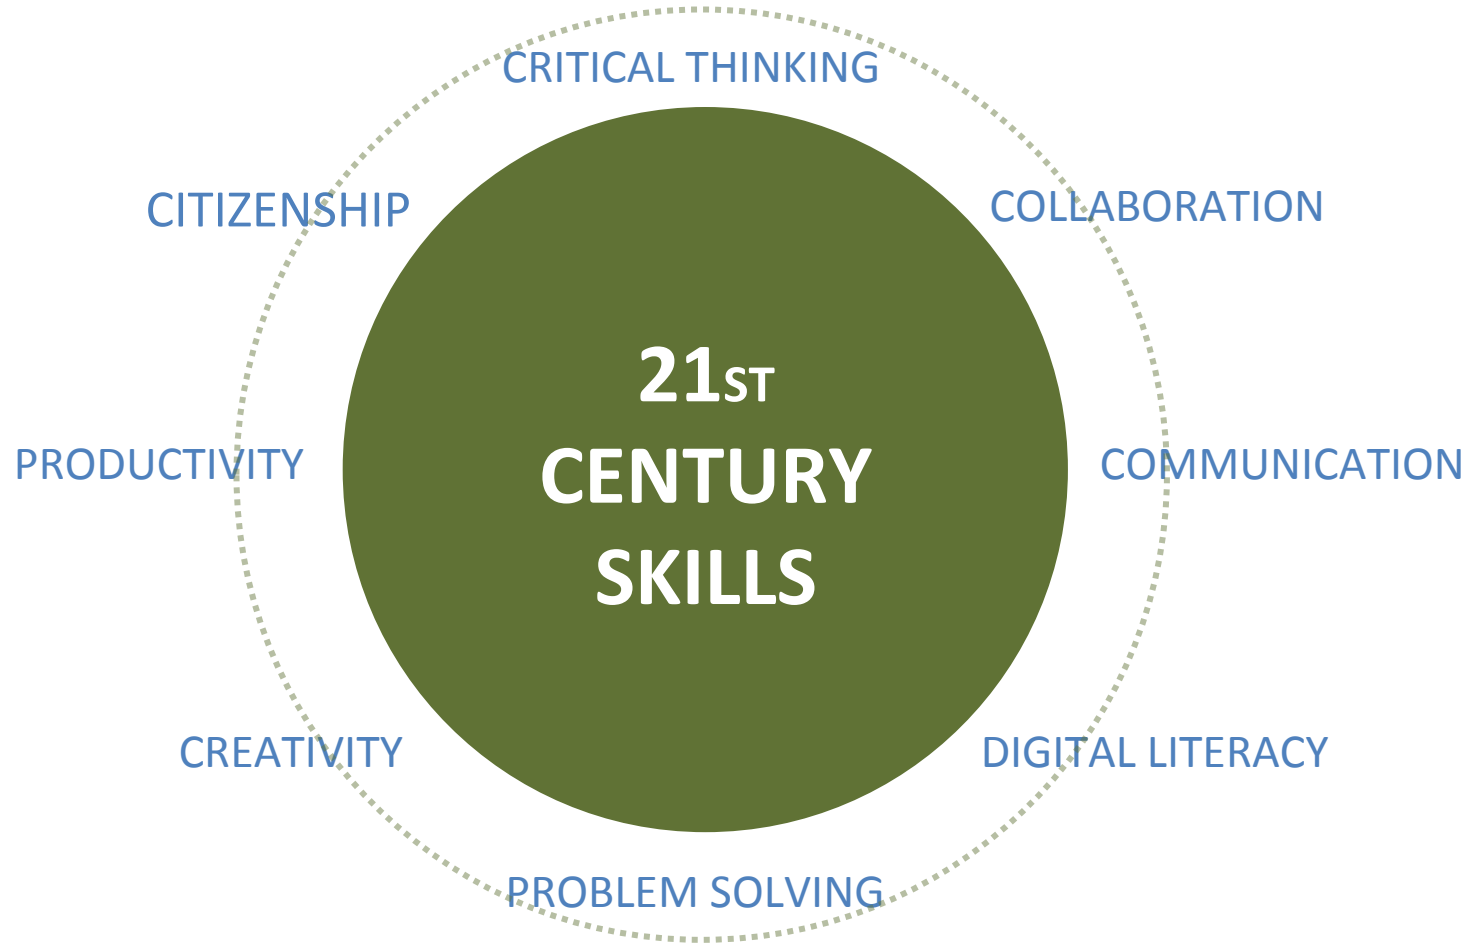 CRITICAL THINKING
CITIZENSHIP
COLLABORATION
21ST
CENTURY
SKILLS
PRODUCTIVITY
COMMUNICATION
CREATIVITY
DIGITAL LITERACY
PROBLEM SOLVING